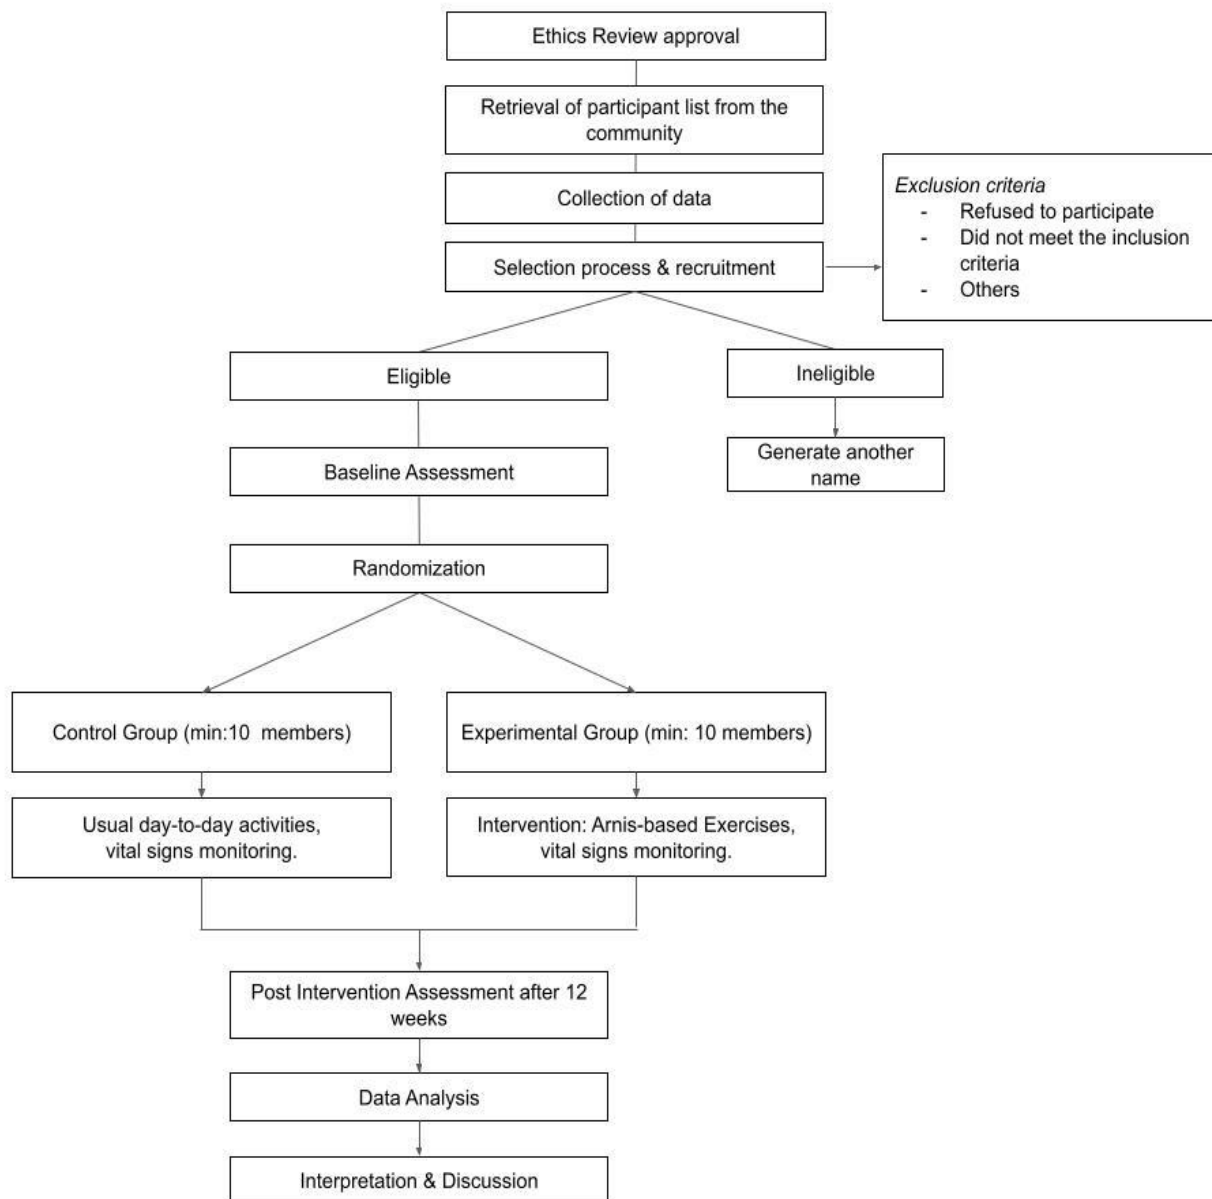 Ethics Review approval
Retrieval of participant list from the
community
Collection of data
Selection process & recruitment
Exclusion criteria
- Refused to participate
- Did not meet the inclusion
criteria
- Others
Eligible
Ineligible
Baseline Assessment
Generate another
name
Randomization
Control Group (min:10 members)
Experimental Group (min: 10 members)
Usual day-to-day activities,
vital signs monitoring.
Intervention: Arnis-based Exercises,
vital signs monitoring.
Post Intervention Assessment after 12
weeks
Data Analysis
Interpretation & Discussion